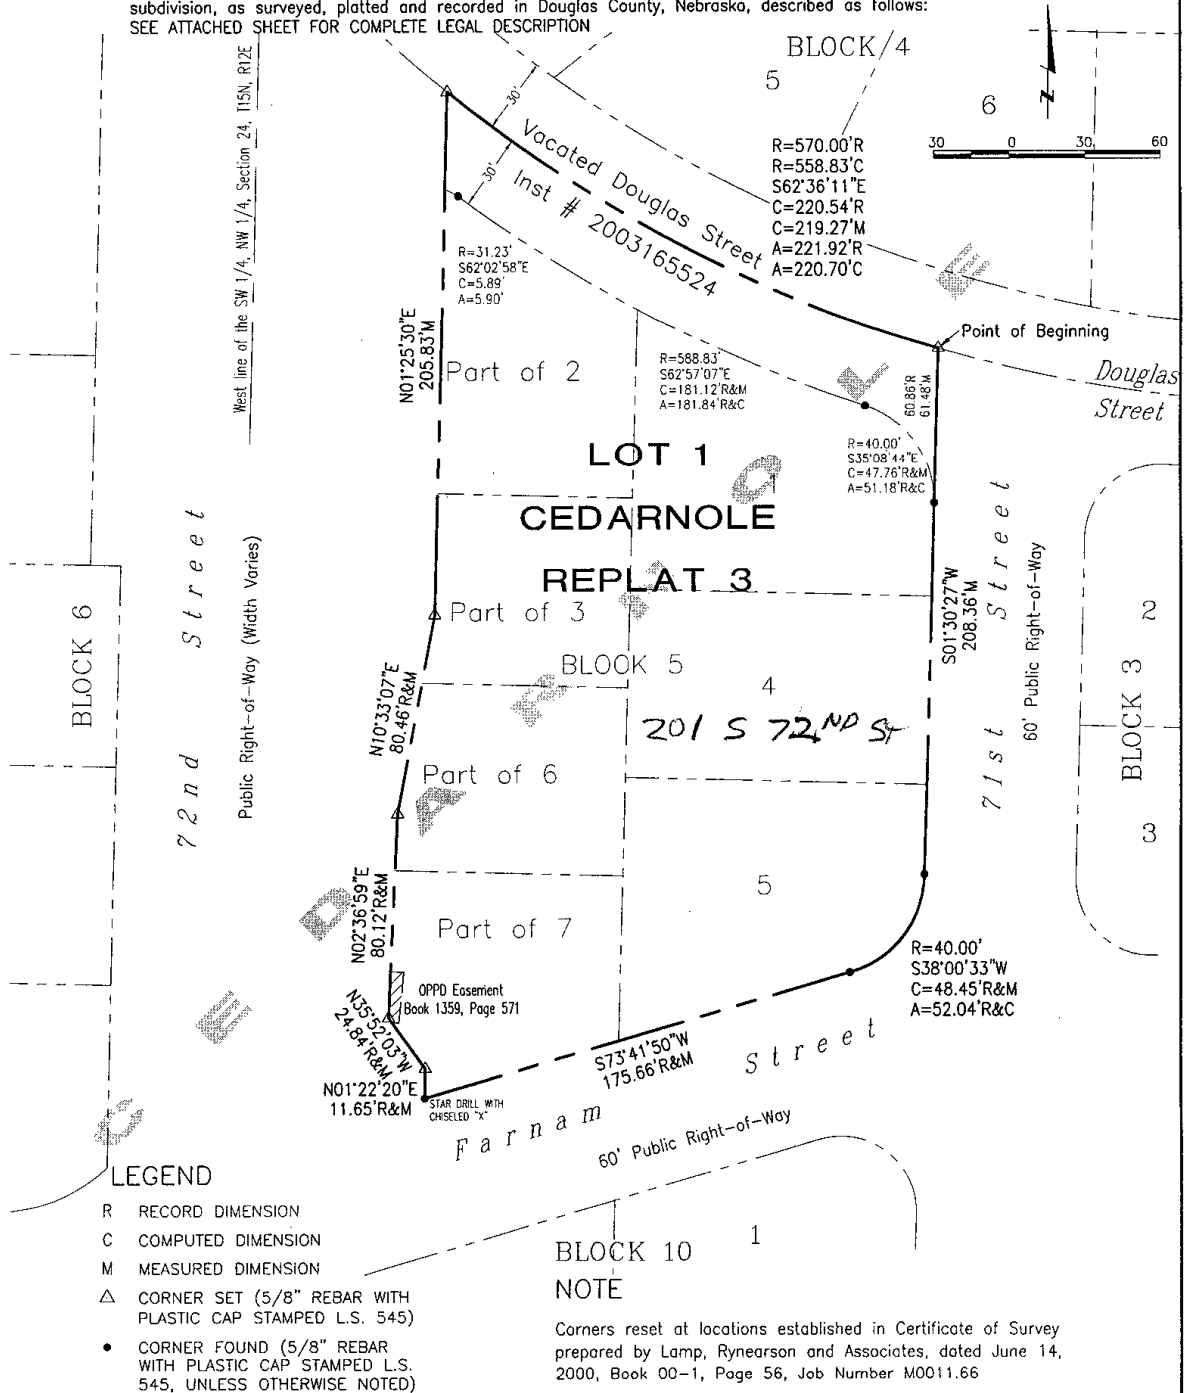 subdivision, as surveyed, platted and recorded in Douglas County, Nebraska, described as follows:
SEE ATTACHED SHEET FOR COMPLETE LEGAL DESCRIPTION
BLOCK 4
5
6
30 0 30 60
West line of the SW 1/4, NW 1/4, Section 24, T15N, R12E
30'
30'
Vacated Douglas Street
Inst # 2003165524
R=570.00'R
R=558.83'C
S62°36'11"E
C=220.54'R
C=219.27'M
A=221.92'R
A=220.70'C
R=31.23'
S62°02'58"E
C=5.89'
A=5.90'
N01°25'30"E
205.83'M
Part of 2
R=588.83'
S62°57'07"E
C=181.12'R&M
A=181.84'R&C
Point of Beginning
Douglas
Street
60.86'R
61.48'M
R=40.00'
S35°08'44"E
C=47.76'R&M
A=51.18'R&C
LOT 1
1
CEDARNOLE
REPLAT 3
72nd Street
Public Right-of-Way (Width Varies)
BLOCK 6
Part of 3
BLOCK 5
4
201 S 72ND St
S01°30'27"W
208.36'M
71st Street
60' Public Right-of-Way
2
BLOCK 3
3
N10°33'07"E
80.46'R&M
Part of 6
5
N02°36'59"E
80.12'R&M
Part of 7
OPPD Easement
Book 1359, Page 571
N35°52'03"W
24.84'R&M
N01°22'20"E
11.65'R&M
STAR DRILL WITH
CHISELED "X"
S73°41'50"W
175.66'R&M
R=40.00'
S38°00'33"W
C=48.45'R&M
A=52.04'R&C
Farnam Street
60' Public Right-of-Way
CEDAR HILL
LEGEND
R RECORD DIMENSION
C COMPUTED DIMENSION
M MEASURED DIMENSION
△ CORNER SET (5/8" REBAR WITH
PLASTIC CAP STAMPED L.S. 545)
● CORNER FOUND (5/8" REBAR
WITH PLASTIC CAP STAMPED L.S.
545, UNLESS OTHERWISE NOTED)
BLOCK 10
1
NOTE
Corners reset at locations established in Certificate of Survey
prepared by Lamp, Rynearson and Associates, dated June 14,
2000, Book 00-1, Page 56, Job Number M0011.66